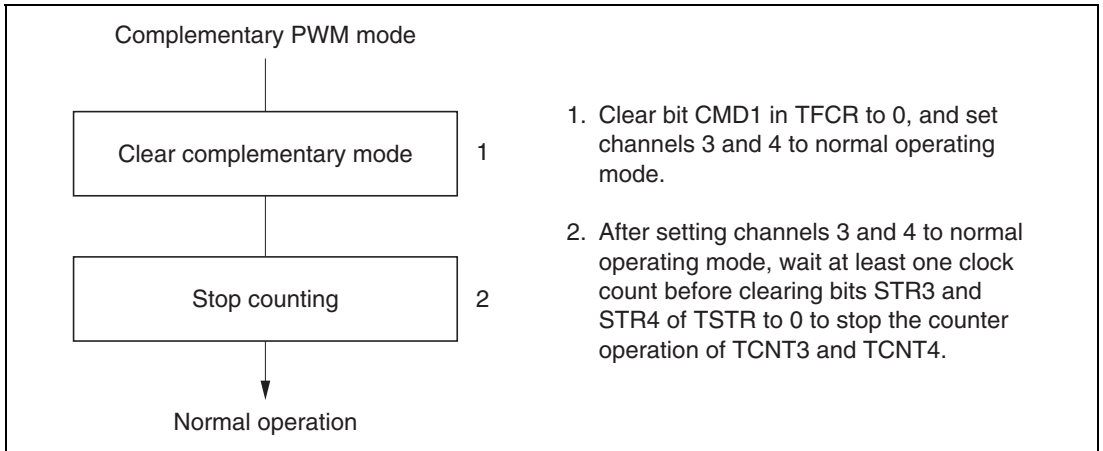 Complementary PWM mode
Clear complementary mode
1
Stop counting
2
Normal operation
1. Clear bit CMD1 in TFCR to 0, and set
channels 3 and 4 to normal operating
mode.
2. After setting channels 3 and 4 to normal
operating mode, wait at least one clock
count before clearing bits STR3 and
STR4 of TSTR to 0 to stop the counter
operation of TCNT3 and TCNT4.